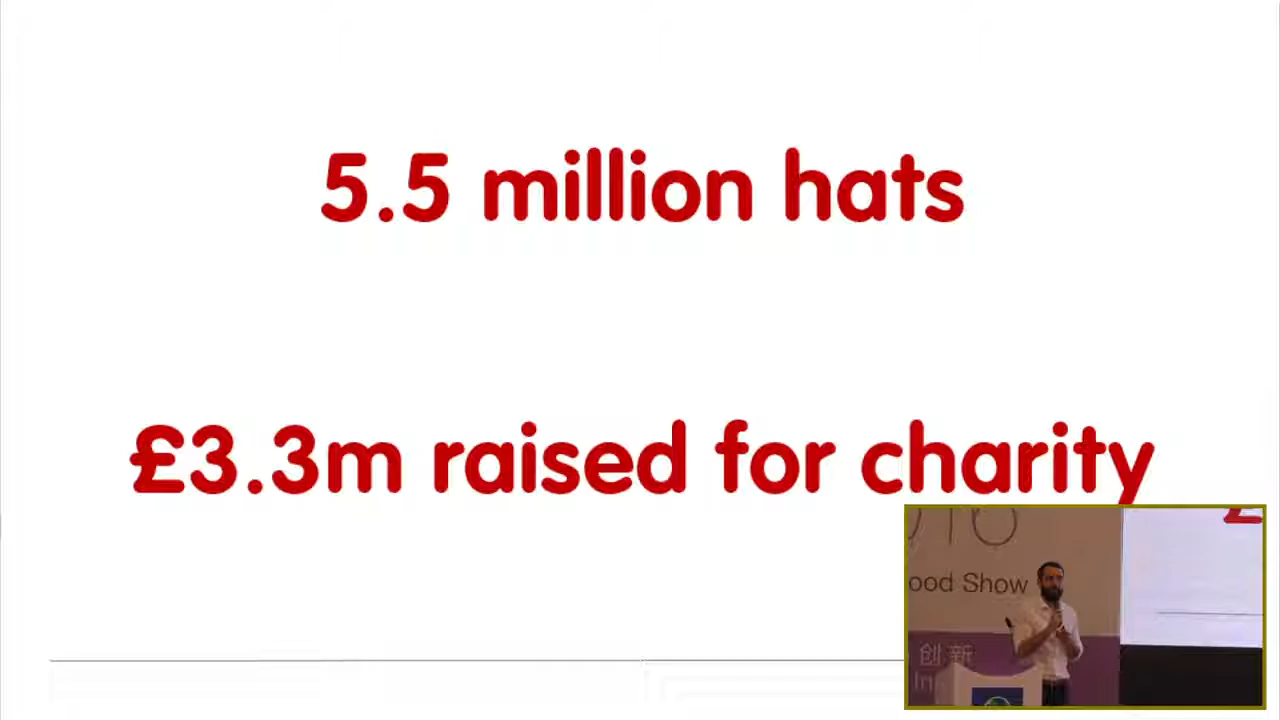 5.5 million hats
£3.3m raised for charity
ood Show
创新